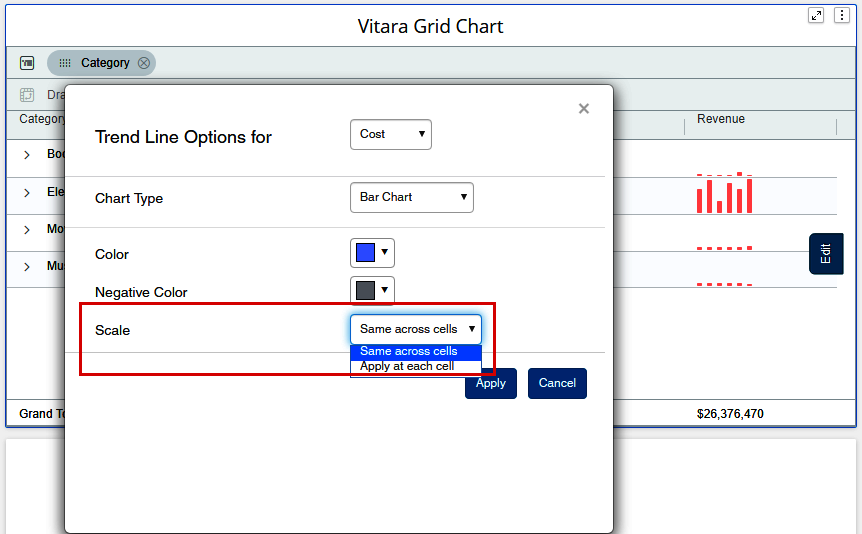 Vitara Grid Chart
Category
Dra
Category
Revenue
Trend Line Options for
Cost
Boo
Ele
Chart Type
Bar Chart
Mo
Edit
Color
Mu
Negative Color
Scale
Same across cells
Same across cells
Apply at each cell
Apply
Cancel
Grand To
$26,376,470